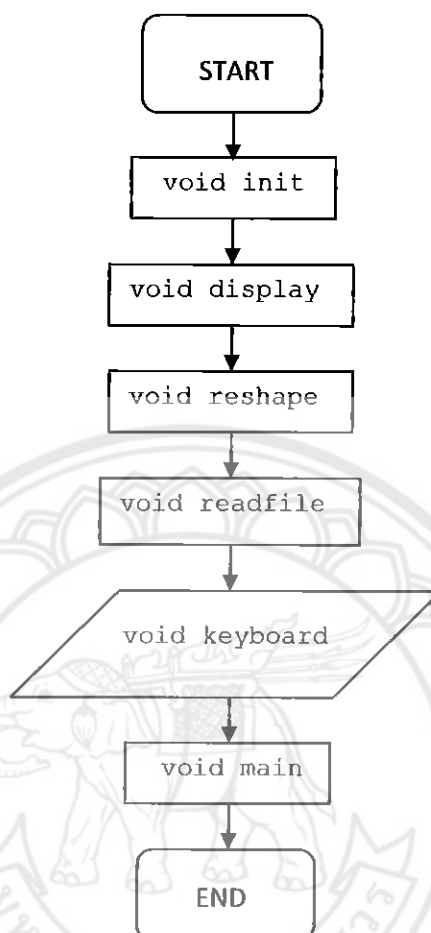 START
void init
void display
void reshape
void readfile
void keyboard
void main
END